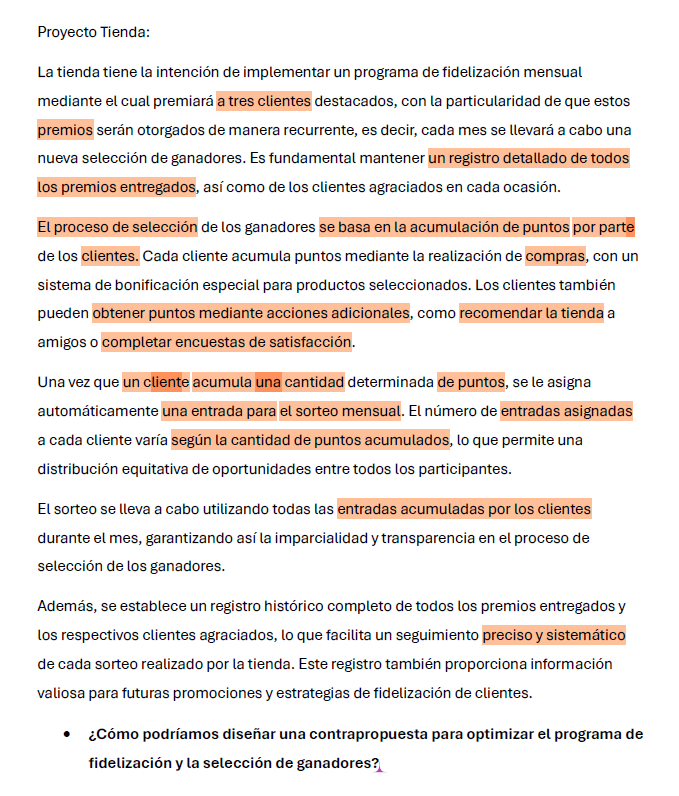 Proyecto Tienda:
La tienda tiene la intención de implementar un programa de fidelización mensual
mediante el cual premiará a tres clientes destacados, con la particularidad de que estos
premios serán otorgados de manera recurrente, es decir, cada mes se llevará a cabo una
nueva selección de ganadores. Es fundamental mantener un registro detallado de todos
los premios entregados, así como de los clientes agraciados en cada ocasión.
El proceso de selección de los ganadores se basa en la acumulación de puntos por parte
de los clientes. Cada cliente acumula puntos mediante la realización de compras, con un
sistema de bonificación especial para productos seleccionados. Los clientes también
pueden obtener puntos mediante acciones adicionales, como recomendar la tienda a
amigos o completar encuestas de satisfacción.
Una vez que un cliente acumula una cantidad determinada de puntos, se le asigna
automáticamente una entrada para el sorteo mensual. El número de entradas asignadas
a cada cliente varía según la cantidad de puntos acumulados, lo que permite una
distribución equitativa de oportunidades entre todos los participantes.
El sorteo se lleva a cabo utilizando todas las entradas acumuladas por los clientes
durante el mes, garantizando así la imparcialidad y transparencia en el proceso de
selección de los ganadores.
Además, se establece un registro histórico completo de todos los premios entregados y
los respectivos clientes agraciados, lo que facilita un seguimiento preciso y sistemático
de cada sorteo realizado por la tienda. Este registro también proporciona información
valiosa para futuras promociones y estrategias de fidelización de clientes.
• ¿Cómo podríamos diseñar una contrapropuesta para optimizar el programa de
fidelización y la selección de ganadores?